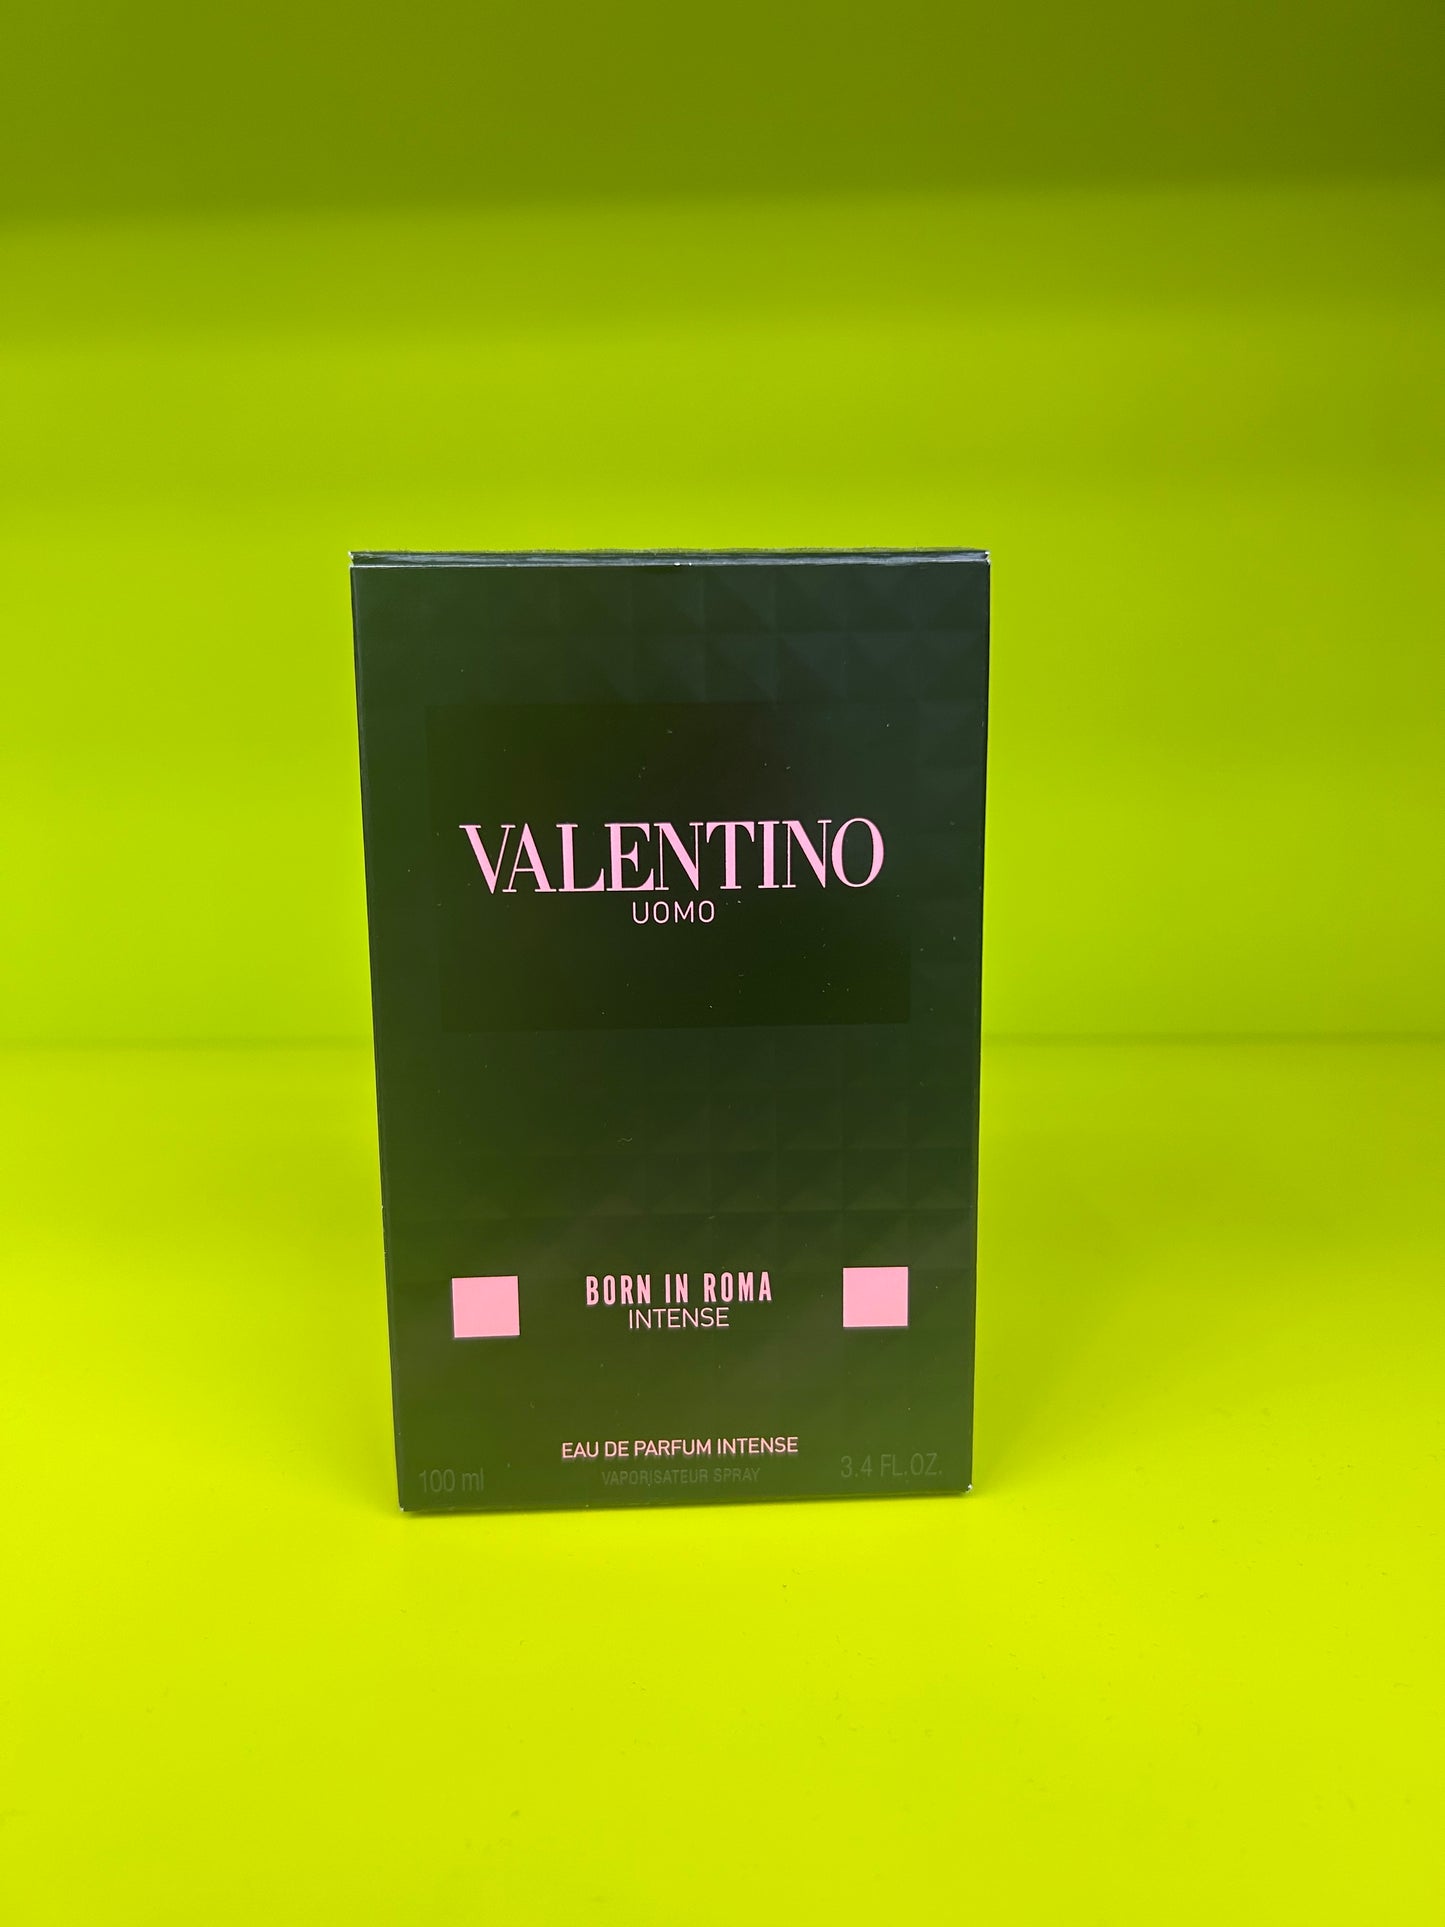 VALENTINO
UOMO
BORN IN ROMA
INTENSE
EAU DE PARFUM INTENSE
100 ml VAPORISATEUR SPRAY 3.4 FL.OZ.